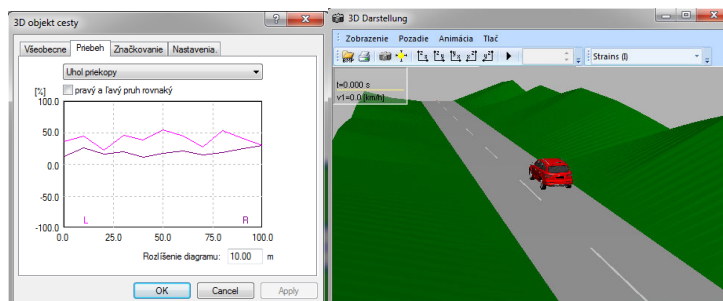 3D objekt cesty
Všeobecne
Priebeh
Značkovanie
Nastavenia.
Uhol priekopy
[%]
pravý a ľavý pruh rovnaký
100.0
50.0
0.0
50.0
-100.0
L
R
0.0
25.0
50.0
75.0
100.0
Rozlíšenie diagramu:
10.00
m
OK
Cancel
Apply
3D Darstellung
Zobrazenie
Pozadie
Animácia
Tlač
Strains (I)
t=0.000 s
v1=0.0 [km/h]